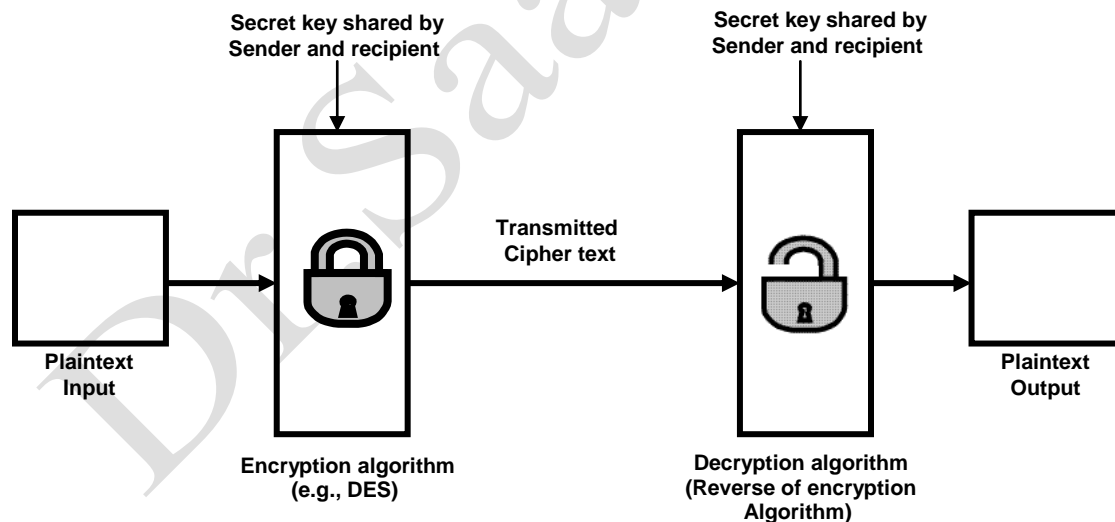 Secret key shared by
Sender and recipient
Secret key shared by
Sender and recipient
Transmitted
Cipher text
Plaintext
Input
Plaintext
Output
Encryption algorithm
(e.g., DES)
Decryption algorithm
(Reverse of encryption
Algorithm)